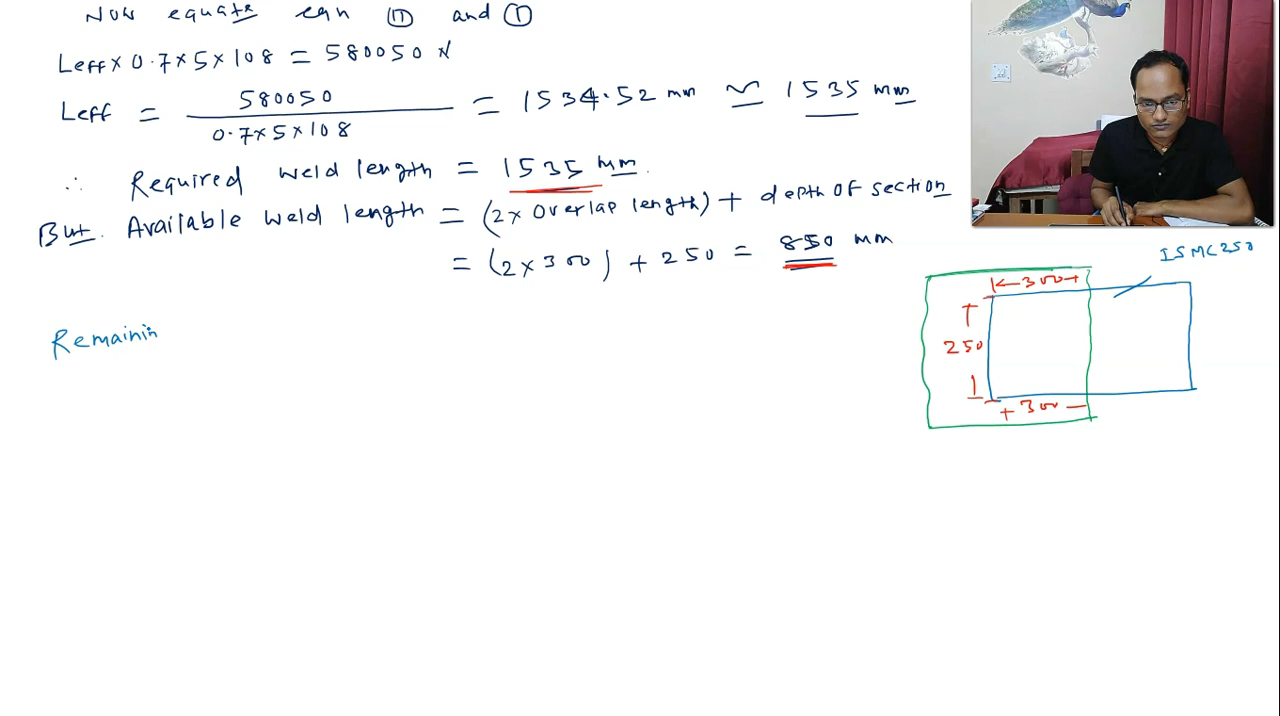 Now equate eqn II and I
Leff × 0.7×5×108 = 580050 N
Leff = 580050 / 0.7×5×108 = 1534.52 mm ≃ 1535 mm
∴ Required weld length = 1535 mm.
But. Available weld length = (2× Overlap length) + depth of section
= (2×300) + 250 = 850 mm
ISMC250
300
250
300
Remainin